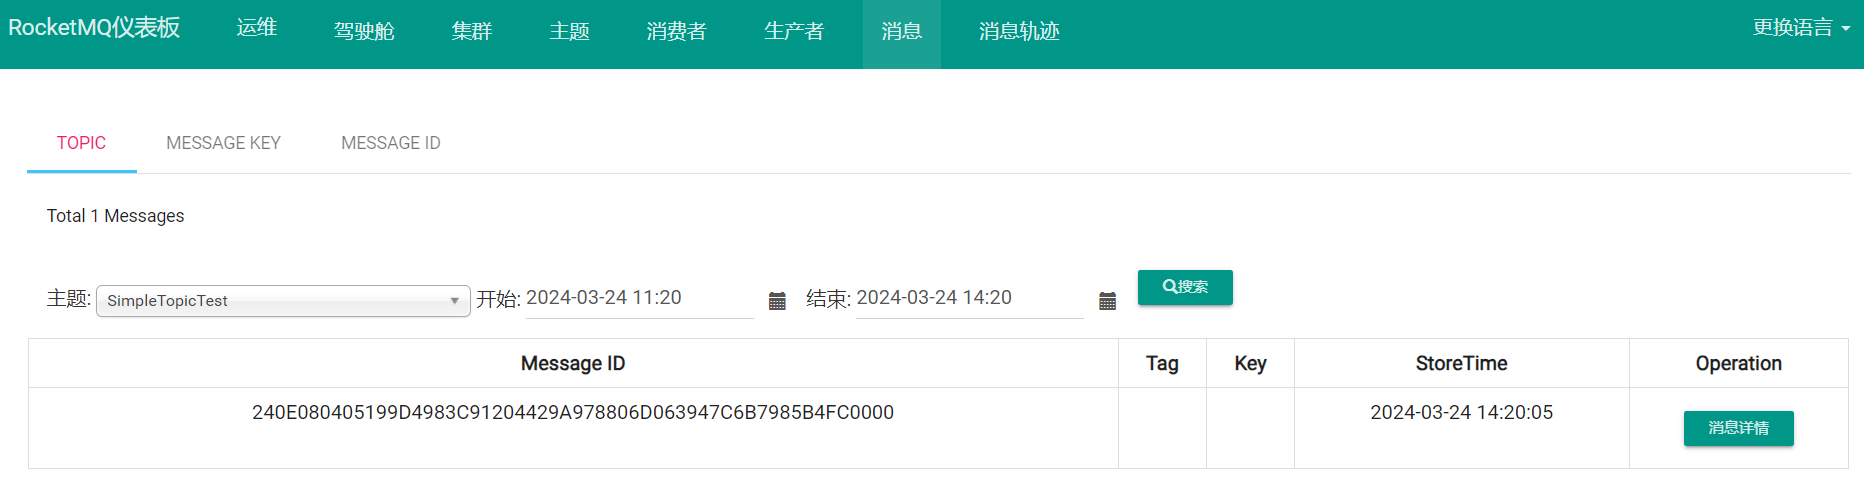 RocketMQ仪表板 运维 驾驶舱 集群 主题 消费者 生产者 消息 消息轨迹 更换语言
TOPIC MESSAGE KEY MESSAGE ID
Total 1 Messages
主题: SimpleTopicTest 开始: 2024-03-24 11:20 结束: 2024-03-24 14:20 搜索
Message ID Tag Key StoreTime Operation
240E080405199D4983C91204429A978806D063947C6B7985B4FC0000 2024-03-24 14:20:05 消息详情